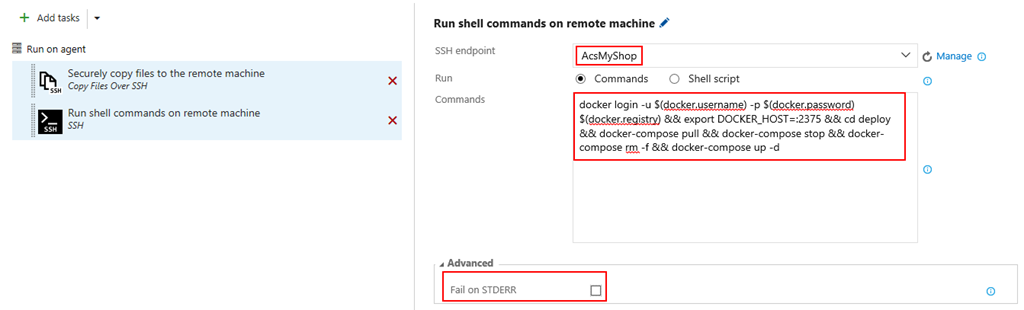 Add tasks
Run on agent
Securely copy files to the remote machine
Copy Files Over SSH
SSH
Run shell commands on remote machine
SSH
SSH
Run shell commands on remote machine
SSH endpoint
AcsMyShop
Manage
Run
Commands
Shell script
Commands
docker login -u $(docker.username) -p $(docker.password)
$(docker.registry) && export DOCKER_HOST=:2375 && cd deploy
&& docker-compose pull && docker-compose stop && docker-
compose rm -f && docker-compose up -d
Advanced
Fail on STDERR